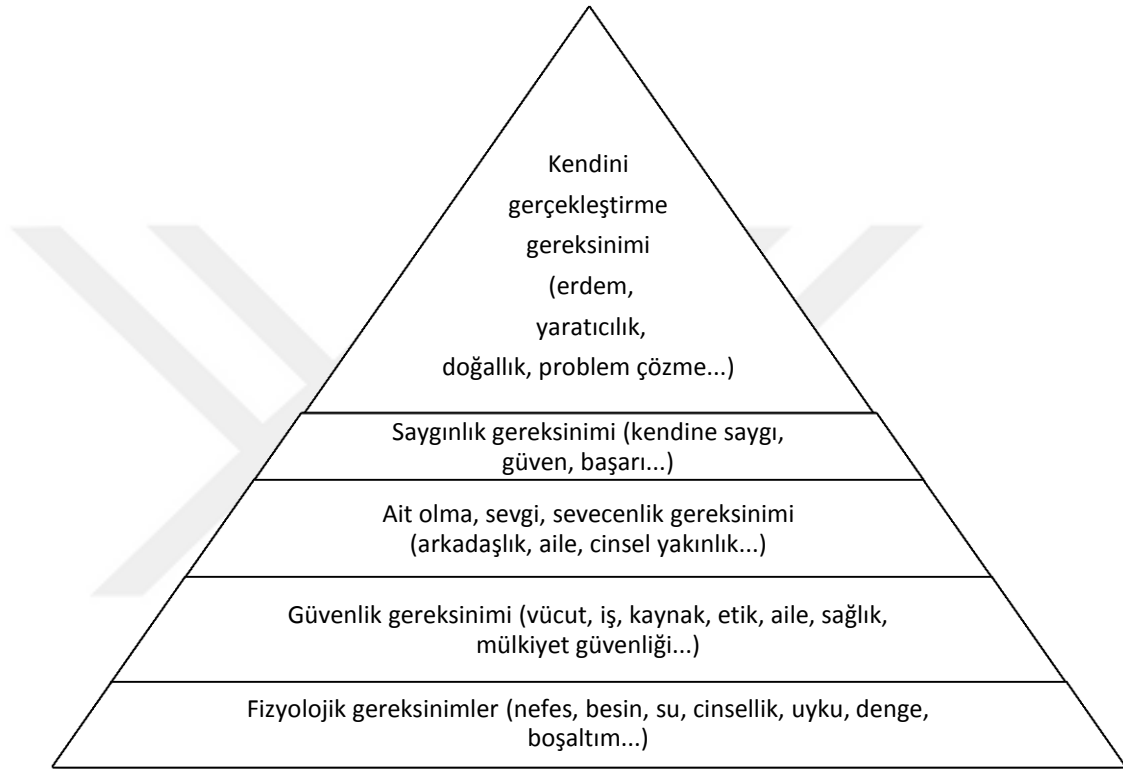 Kendini
gerçekleştirme
gereksinimi
(erdem,
yaratıcılık,
doğallık, problem çözme...)
Saygınlık gereksinimi (kendine saygı,
güven, başarı...)
Ait olma, sevgi, sevecenlik gereksinimi
(arkadaşlık, aile, cinsel yakınlık...)
Güvenlik gereksinimi (vücut, iş, kaynak, etik, aile, sağlık,
mülkiyet güvenliği...)
Fizyolojik gereksinimler (nefes, besin, su, cinsellik, uyku, denge,
boşaltım...)